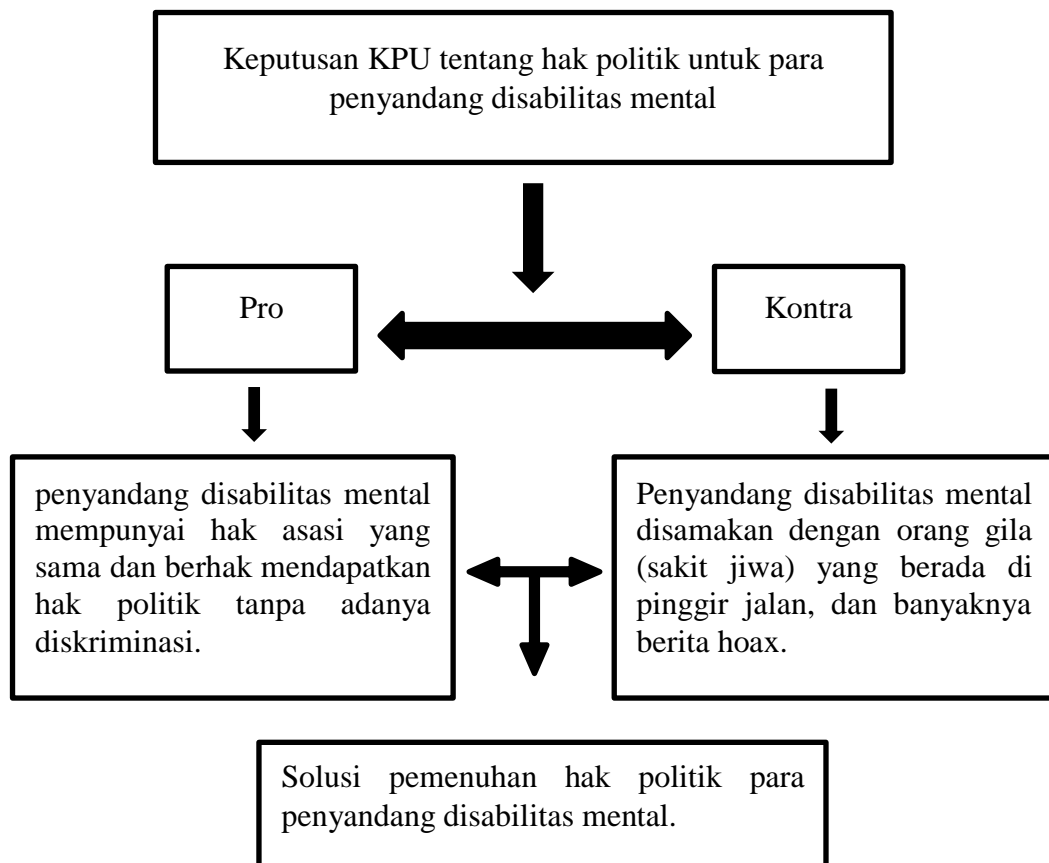 Keputusan KPU tentang hak politik untuk para
penyandang disabilitas mental
Pro
Kontra
penyandang disabilitas mental
mempunyai hak asasi yang
sama dan berhak mendapatkan
hak politik tanpa adanya
diskriminasi.
Penyandang disabilitas mental
disamakan dengan orang gila
(sakit jiwa) yang berada di
pinggir jalan, dan banyaknya
berita hoax.
Solusi pemenuhan hak politik para
penyandang disabilitas mental.